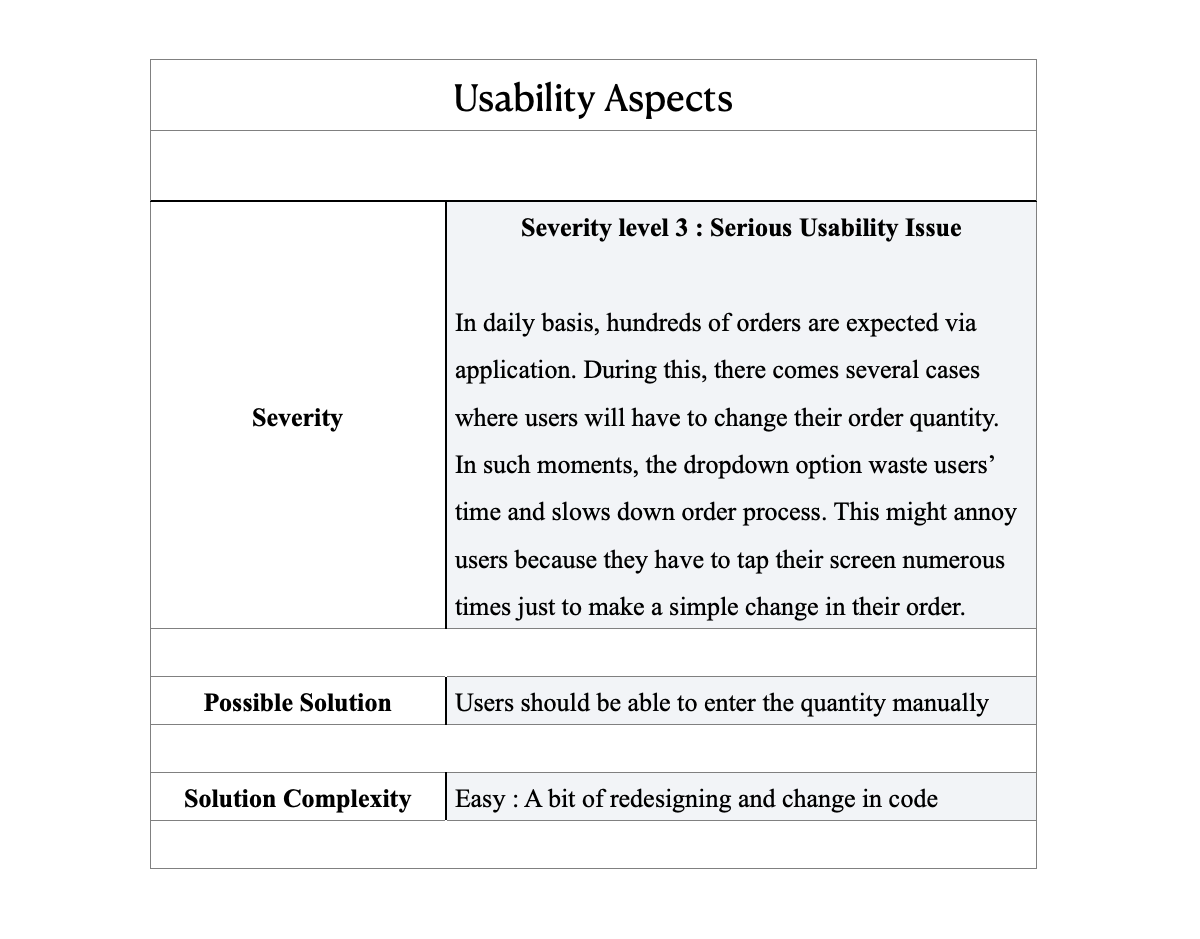 Usability Aspects
Severity level 3 : Serious Usability Issue
In daily basis, hundreds of orders are expected via
application. During this, there comes several cases
where users will have to change their order quantity.
Severity
In such moments, the dropdown option waste users’
time and slows down order process. This might annoy
users because they have to tap their screen numerous
times just to make a simple change in their order.
Possible Solution
Users should be able to enter the quantity manually
Solution Complexity
Easy : A bit of redesigning and change in code